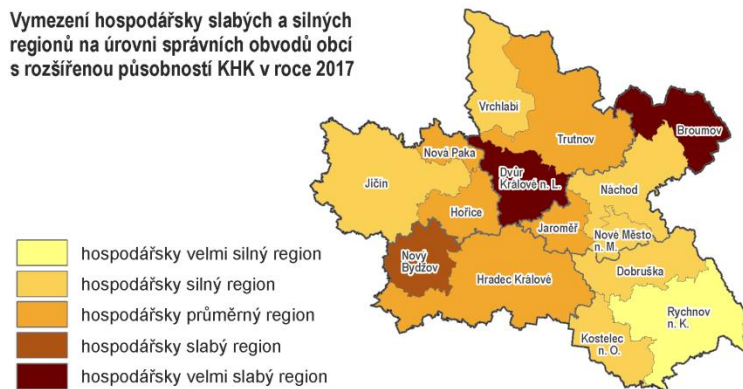 Vymezení hospodářsky slabých a silných
regionů na úrovni správních obvodů obcí
s rozšířenou působností KHK v roce 2017
Vrchlabí
Trutnov
Broumov
Nová Paka
Dvůr
Králové n. L.
Jičín
Náchod
Hořice
Jaroměř
Nové Město
n. M.
Nový
Bydžov
Dobruška
Hradec Králové
Rychnov
n. K.
Kostelec
n. O.
hospodářsky velmi silný region
hospodářsky silný region
hospodářsky průměrný region
hospodářsky slabý region
hospodářsky velmi slabý region